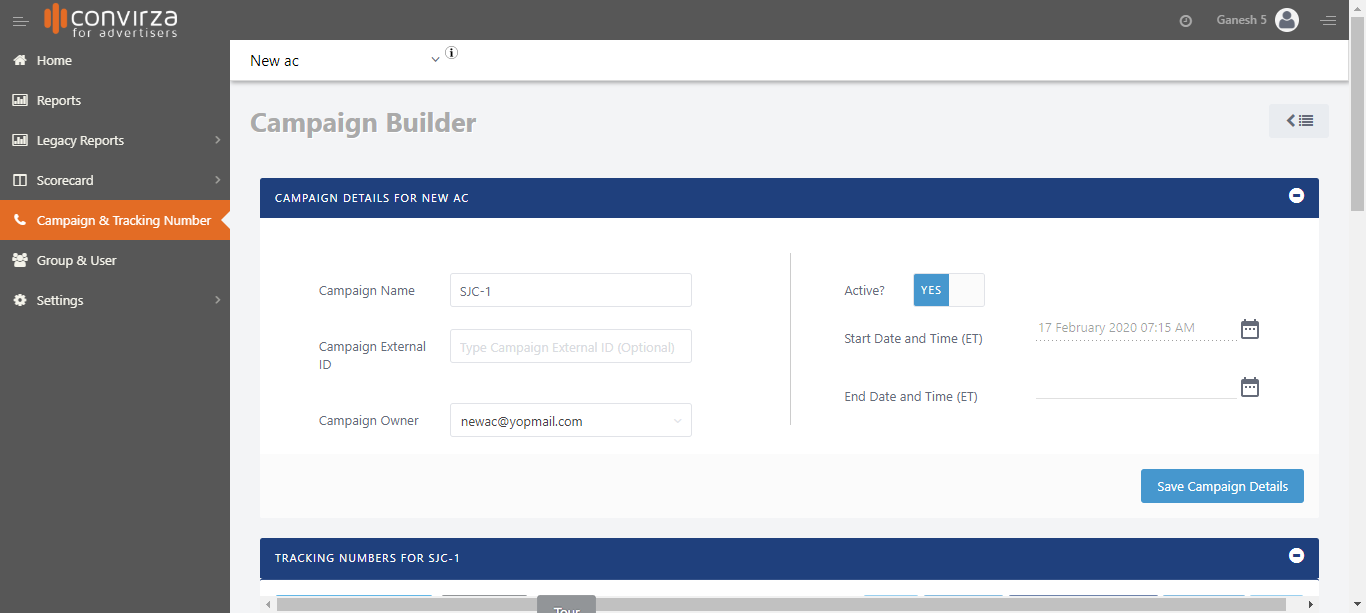 convirza
for advertisers
Ganesh 5
Home
Reports
Legacy Reports
Scorecard
Campaign & Tracking Number
Group & User
Settings
New ac
Campaign Builder
CAMPAIGN DETAILS FOR NEW AC
Campaign Name
SJC-1
Campaign External
ID
Type Campaign External ID (Optional)
Campaign Owner
newac@yopmail.com
Active?
YES
Start Date and Time (ET)
17 February 2020 07:15 AM
End Date and Time (ET)
Save Campaign Details
TRACKING NUMBERS FOR SJC-1
Tour